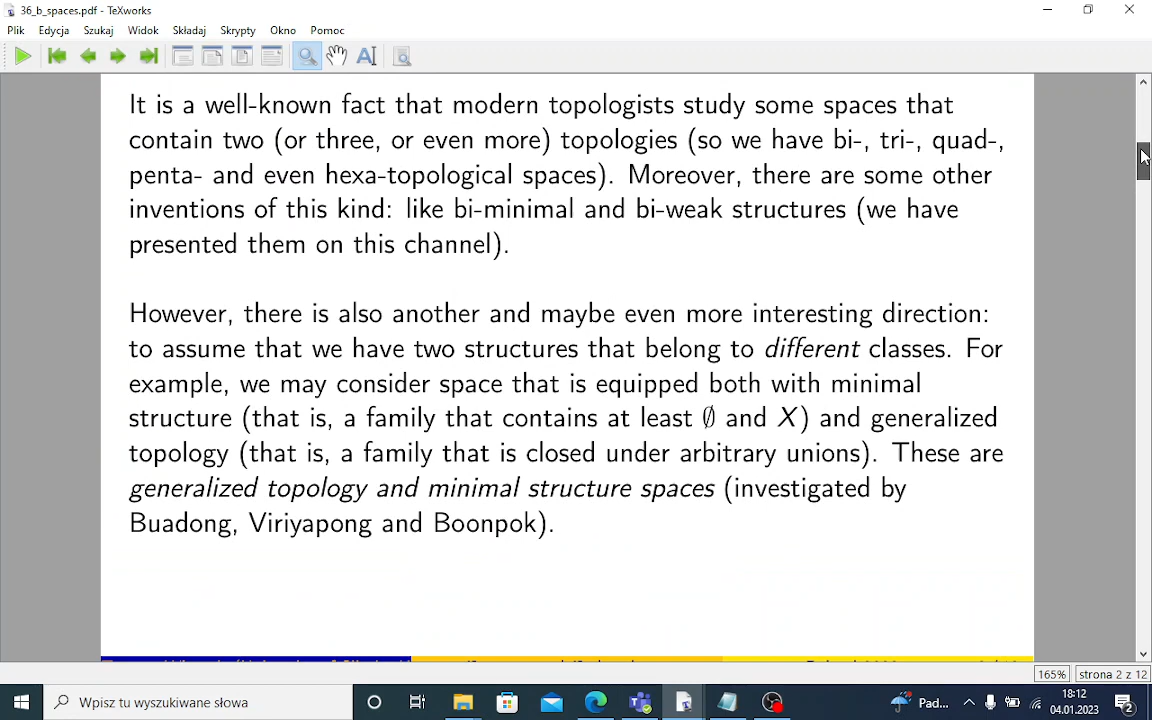 36_b_spaces.pdf - TeXworks
Plik Edycja Szukaj Widok Składaj Skrypty Okno Pomoc
It is a well-known fact that modern topologists study some spaces that
contain two (or three, or even more) topologies (so we have bi-, tri-, quad-,
penta- and even hexa-topological spaces). Moreover, there are some other
inventions of this kind: like bi-minimal and bi-weak structures (we have
presented them on this channel).
However, there is also another and maybe even more interesting direction:
to assume that we have two structures that belong to different classes. For
example, we may consider space that is equipped both with minimal
structure (that is, a family that contains at least ∅ and X) and generalized
topology (that is, a family that is closed under arbitrary unions). These are
generalized topology and minimal structure spaces (investigated by
Buadong, Viriyapong and Boonpok).
165% strona 2 z 12
Wpisz tu wyszukiwane słowa
Pad...
18:12
04.01.2023
2